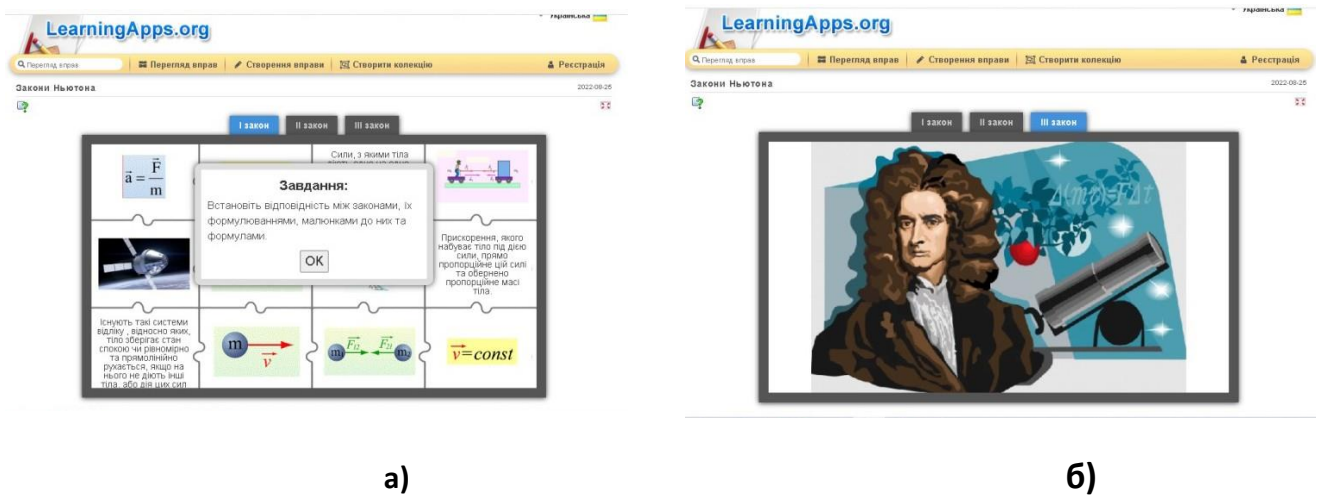 Українська
LearningApps.org
Перегляд вправ
Перегляд вправ
Створення вправи
Створити колекцію
Реєстрація
Закони Ньютона
2022-08-25
I закон
II закон
III закон
a = F/m
Сили, з якими тіла
Завдання:
Встановіть відповідність між законами, їх
формулюваннями, малюнками до них та
формулами.
OK
Прискорення, якого
набуває тіло під дією
сили, прямо
пропорційне цій силі
та обернено
пропорційне масі
тіла.
Існують такі системи
відліку , відносно яких,
тіло зберігає стан
спокою чи рівномірно
та прямолінійно
рухається, якщо на
нього не діють інші
тіла, або дія цих сил
m
v
m1 F12 F21 m2
v=const
а)
Українська
LearningApps.org
Перегляд вправ
Перегляд вправ
Створення вправи
Створити колекцію
Реєстрація
Закони Ньютона
2022-08-25
I закон
II закон
III закон
Δ(mv)=FΔt
б)